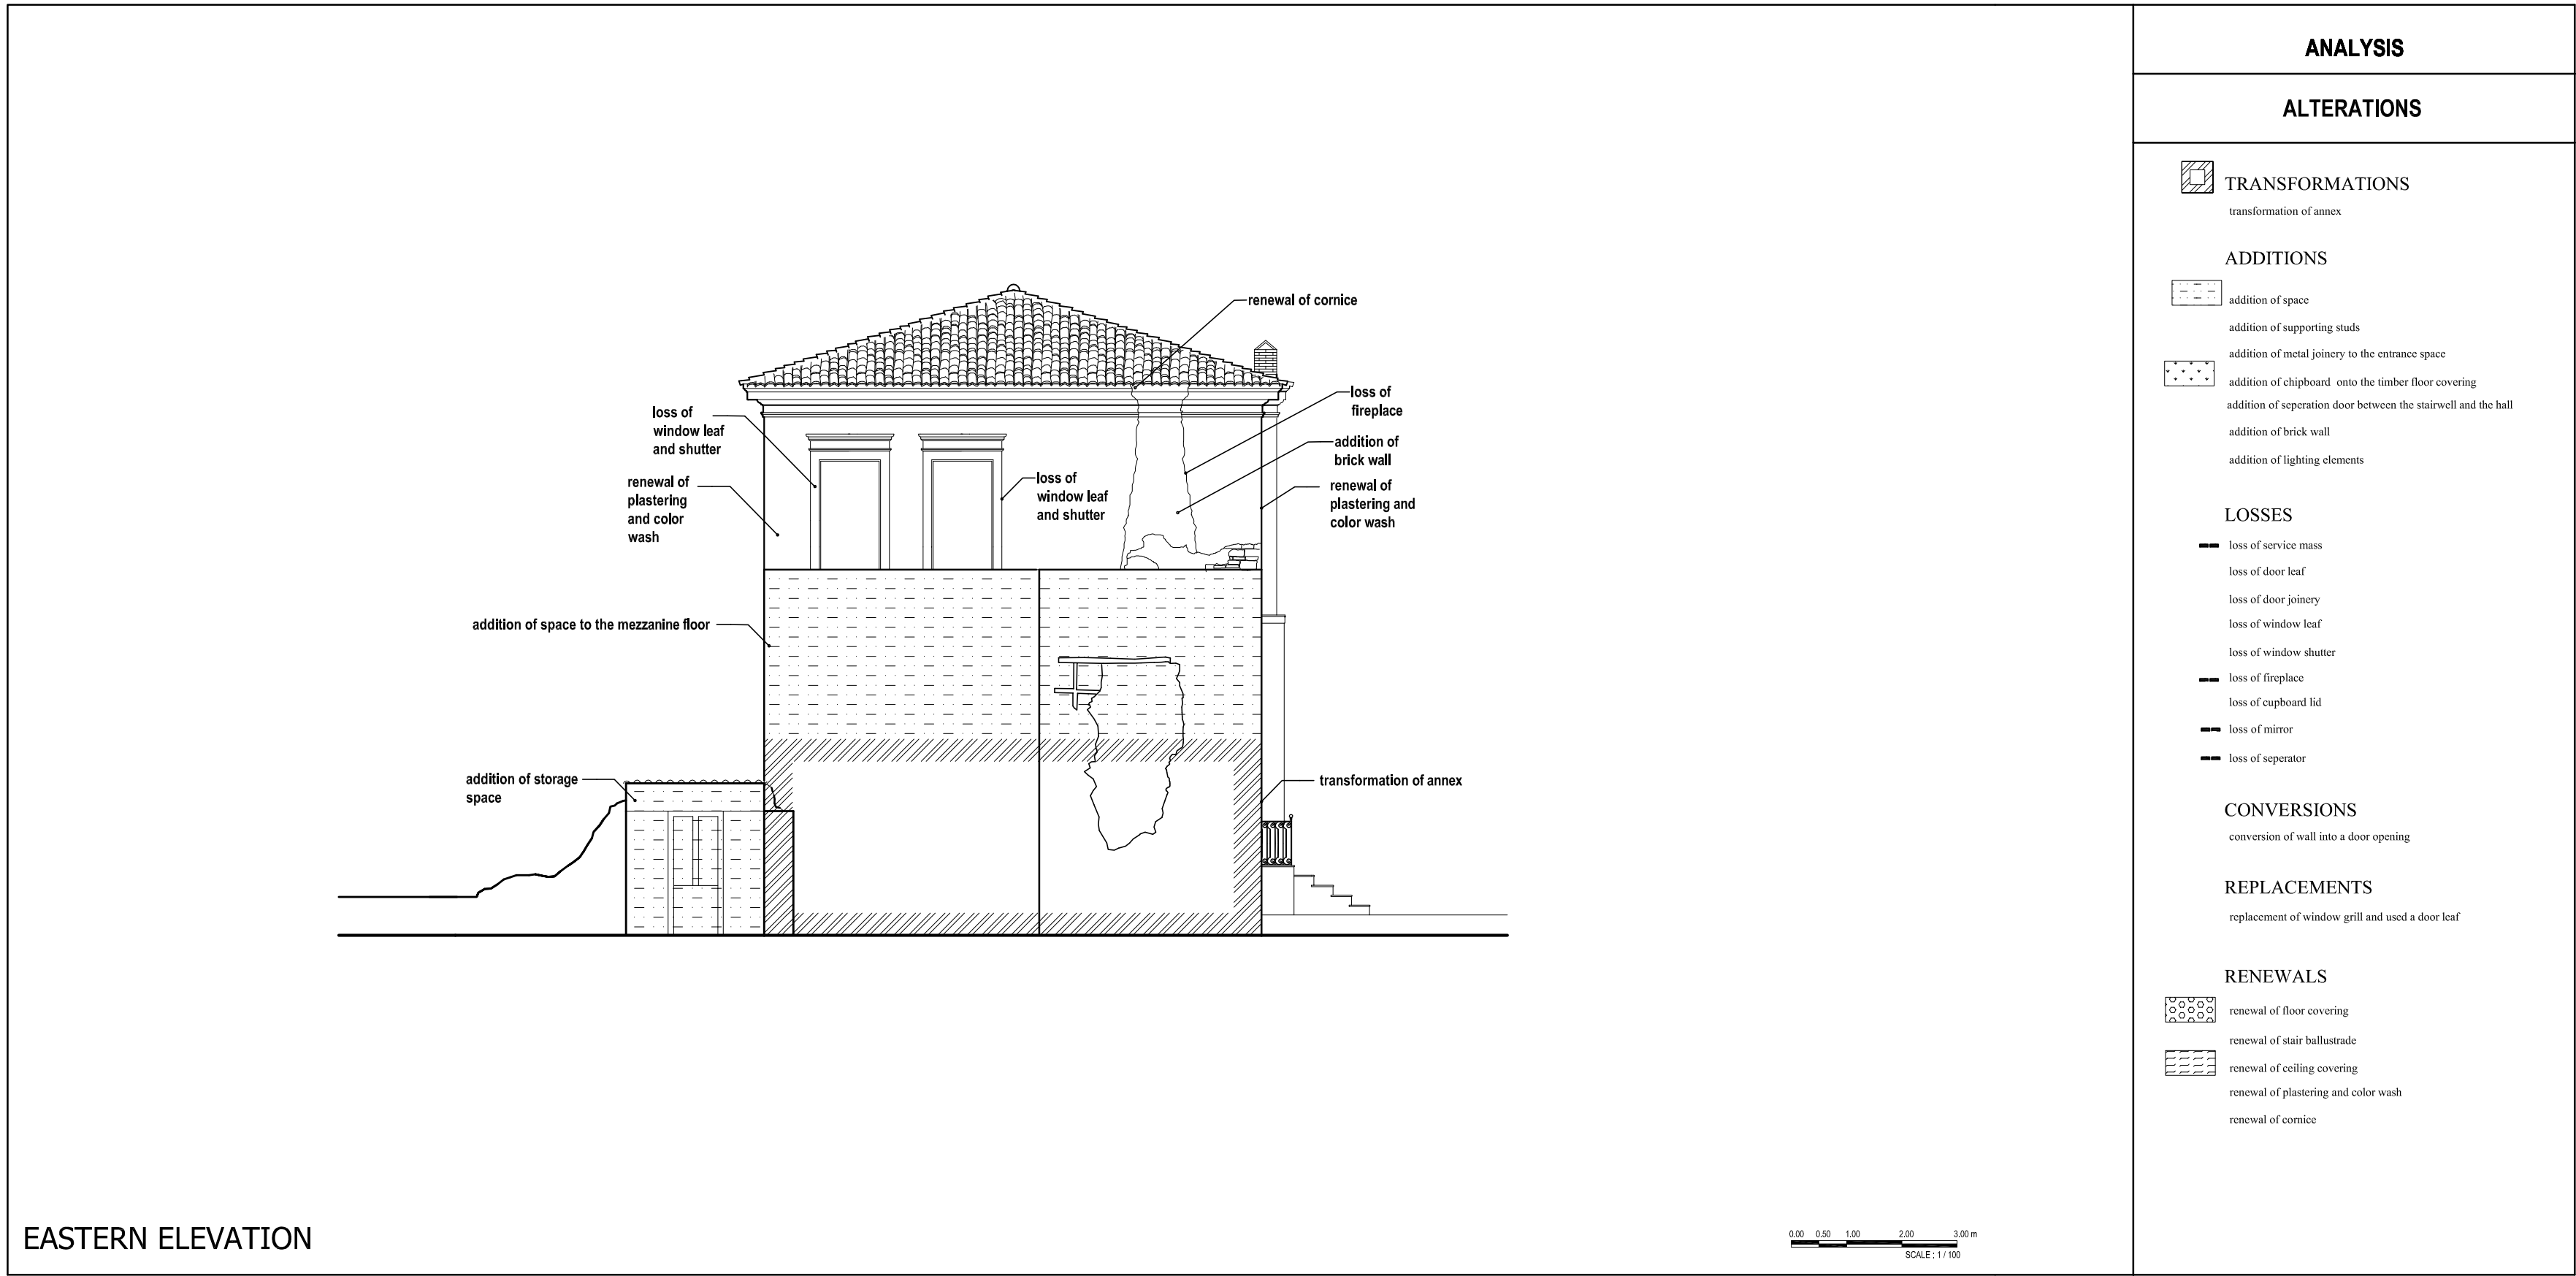 renewal of cornice
loss of
window leaf
and shutter
loss of
fireplace
addition of
brick wall
renewal of
plastering
and color
wash
loss of
window leaf
and shutter
renewal of
plastering and
color wash
addition of space to the mezzanine floor
addition of storage
space
transformation of annex
EASTERN ELEVATION
0.00 0.50 1.00 2.00 3.00 m
SCALE : 1 / 100
ANALYSIS
ALTERATIONS
TRANSFORMATIONS
transformation of annex
ADDITIONS
addition of space
addition of supporting studs
addition of metal joinery to the entrance space
addition of chipboard onto the timber floor covering
addition of seperation door between the stairwell and the hall
addition of brick wall
addition of lighting elements
LOSSES
loss of service mass
loss of door leaf
loss of door joinery
loss of window leaf
loss of window shutter
loss of fireplace
loss of cupboard lid
loss of mirror
loss of seperator
CONVERSIONS
conversion of wall into a door opening
REPLACEMENTS
replacement of window grill and used a door leaf
RENEWALS
renewal of floor covering
renewal of stair ballustrade
renewal of ceiling covering
renewal of plastering and color wash
renewal of cornice